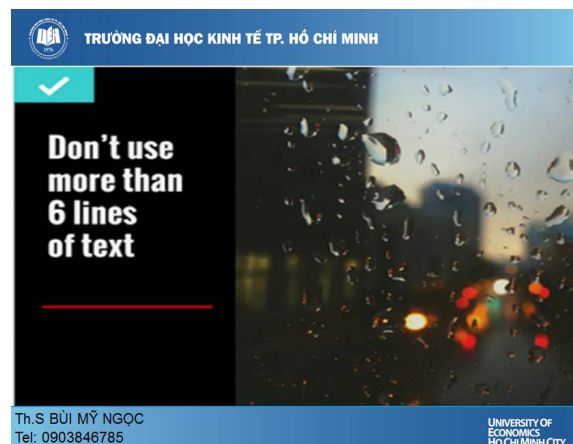 1976
TRƯỜNG ĐẠI HỌC KINH TẾ TP. HỒ CHÍ MINH
Don’t use
more than
6 lines
of text
Th.S BÙI MỸ NGỌC
Tel: 0903846785
UNIVERSITY OF
ECONOMICS
HO CHI MINH CITY